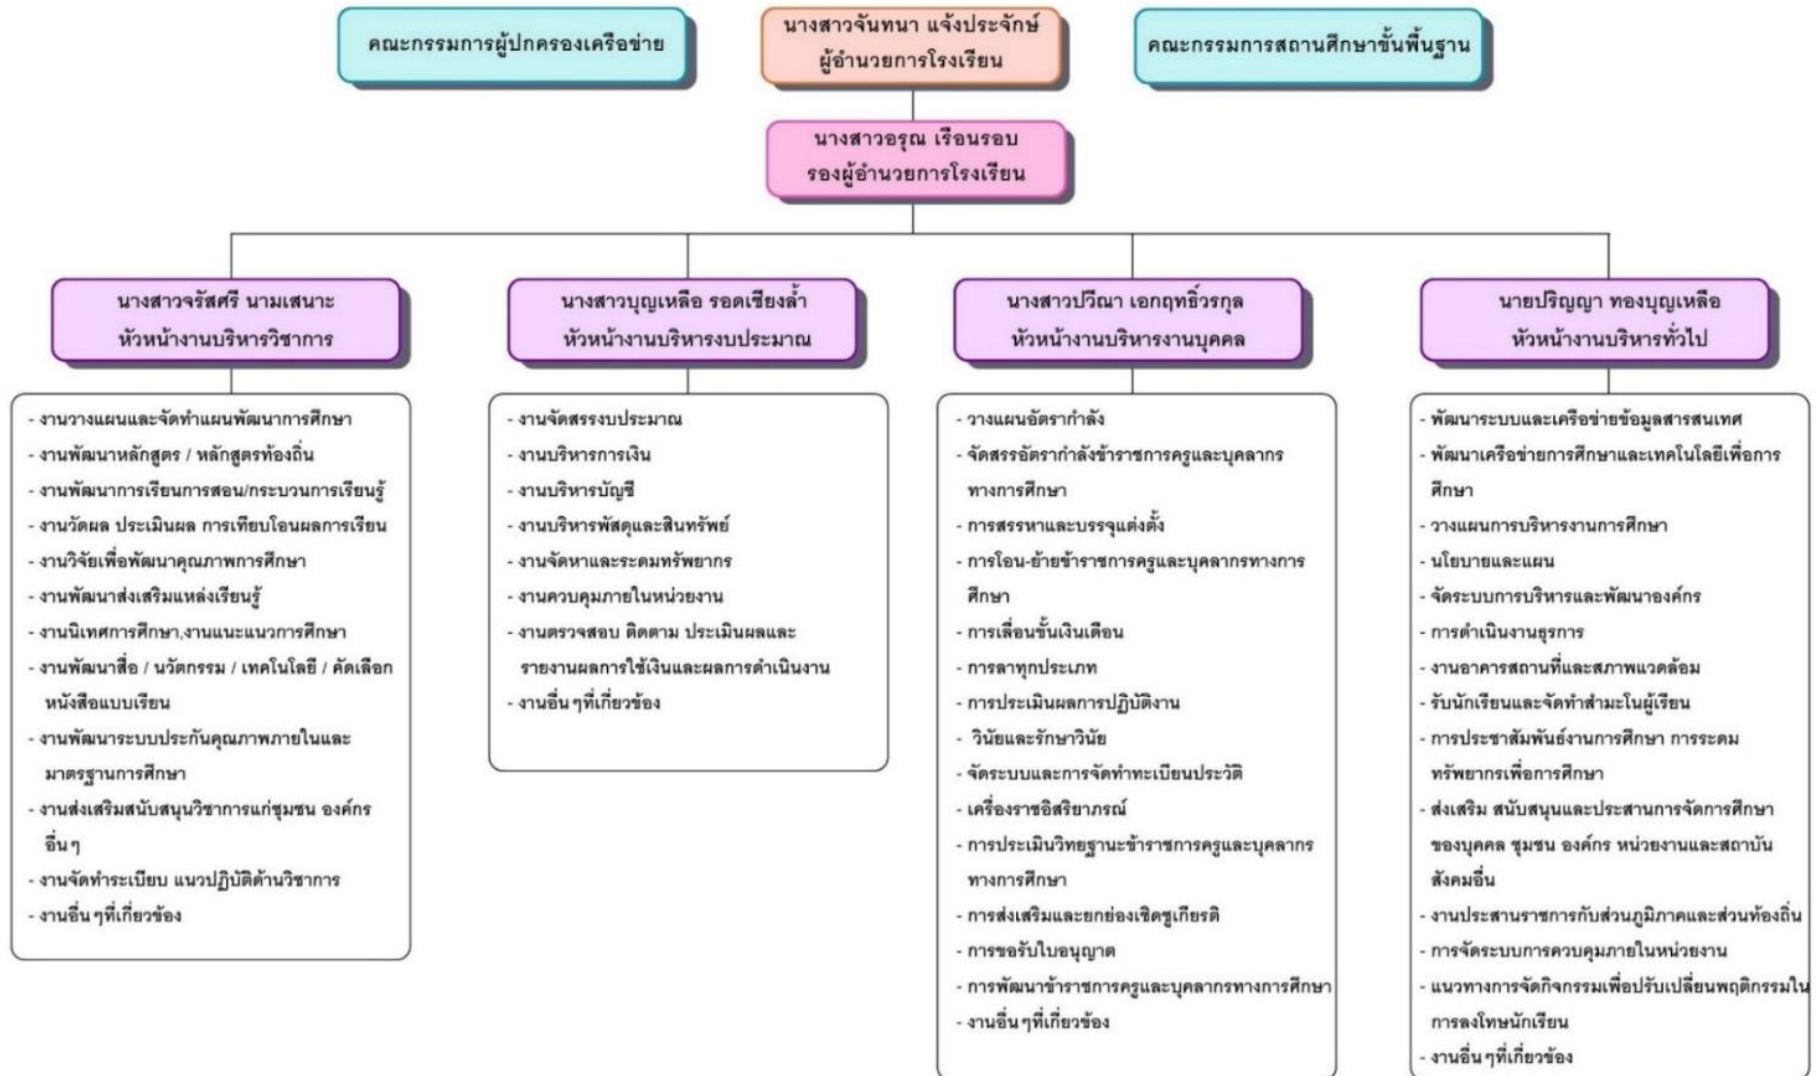 คณะกรรมการผู้ปกครองเครือข่าย
นางสาวจันทนา แจ้งประจักษ์
ผู้อำนวยการโรงเรียน
คณะกรรมการสถานศึกษาขั้นพื้นฐาน
นางสาวอรุณ เรือนรอบ
รองผู้อำนวยการโรงเรียน
นางสาวจรัสศรี นามเสนาะ
หัวหน้างานบริหารวิชาการ
- งานวางแผนและจัดทำแผนพัฒนาการศึกษา
- งานพัฒนาหลักสูตร / หลักสูตรท้องถิ่น
- งานพัฒนาการเรียนการสอน/กระบวนการเรียนรู้
- งานวัดผล ประเมินผล การเทียบโอนผลการเรียน
- งานวิจัยเพื่อพัฒนาคุณภาพการศึกษา
- งานพัฒนาส่งเสริมแหล่งเรียนรู้
- งานนิเทศการศึกษา,งานแนะแนวการศึกษา
- งานพัฒนาสื่อ / นวัตกรรม / เทคโนโลยี / คัดเลือก
หนังสือแบบเรียน
- งานพัฒนาระบบประกันคุณภาพภายในและ
มาตรฐานการศึกษา
- งานส่งเสริมสนับสนุนวิชาการแก่ชุมชน องค์กร
อื่นๆ
- งานจัดทำระเบียบ แนวปฏิบัติด้านวิชาการ
- งานอื่นๆที่เกี่ยวข้อง
นางสาวบุญเหลือ รอดเชียงล้ำ
หัวหน้างานบริหารงบประมาณ
- งานจัดสรรงบประมาณ
- งานบริหารการเงิน
- งานบริหารบัญชี
- งานบริหารพัสดุและสินทรัพย์
- งานจัดหาและระดมทรัพยากร
- งานควบคุมภายในหน่วยงาน
- งานตรวจสอบ ติดตาม ประเมินผลและ
รายงานผลการใช้เงินและผลการดำเนินงาน
- งานอื่นๆที่เกี่ยวข้อง
นางสาวปวีณา เอกฤทธิ์วรกุล
หัวหน้างานบริหารงานบุคคล
- วางแผนอัตรากำลัง
- จัดสรรอัตรากำลังข้าราชการครูและบุคลากร
ทางการศึกษา
- การสรรหาและบรรจุแต่งตั้ง
- การโอน-ย้ายข้าราชการครูและบุคลากรทางการ
ศึกษา
- การเลื่อนขั้นเงินเดือน
- การลาทุกประเภท
- การประเมินผลการปฏิบัติงาน
- วินัยและรักษาวินัย
- จัดระบบและการจัดทำทะเบียนประวัติ
- เครื่องราชอิสริยาภรณ์
- การประเมินวิทยฐานะข้าราชการครูและบุคลากร
ทางการศึกษา
- การส่งเสริมและยกย่องเชิดชูเกียรติ
- การขอรับใบอนุญาต
- การพัฒนาข้าราชการครูและบุคลากรทางการศึกษา
- งานอื่นๆที่เกี่ยวข้อง
นายปริญญา ทองบุญเหลือ
หัวหน้างานบริหารทั่วไป
- พัฒนาระบบและเครือข่ายข้อมูลสารสนเทศ
- พัฒนาเครือข่ายการศึกษาและเทคโนโลยีเพื่อการ
ศึกษา
- วางแผนการบริหารงานการศึกษา
- นโยบายและแผน
- จัดระบบการบริหารและพัฒนาองค์กร
- การดำเนินงานธุรการ
- งานอาคารสถานที่และสภาพแวดล้อม
- รับนักเรียนและจัดทำสำมะโนผู้เรียน
- การประชาสัมพันธ์งานการศึกษา การระดม
ทรัพยากรเพื่อการศึกษา
- ส่งเสริม สนับสนุนและประสานการจัดการศึกษา
ของบุคคล ชุมชน องค์กร หน่วยงานและสถาบัน
สังคมอื่น
- งานประสานราชการกับส่วนภูมิภาคและส่วนท้องถิ่น
- การจัดระบบการควบคุมภายในหน่วยงาน
- แนวทางการจัดกิจกรรมเพื่อปรับเปลี่ยนพฤติกรรมใน
การลงโทษนักเรียน
- งานอื่นๆที่เกี่ยวข้อง